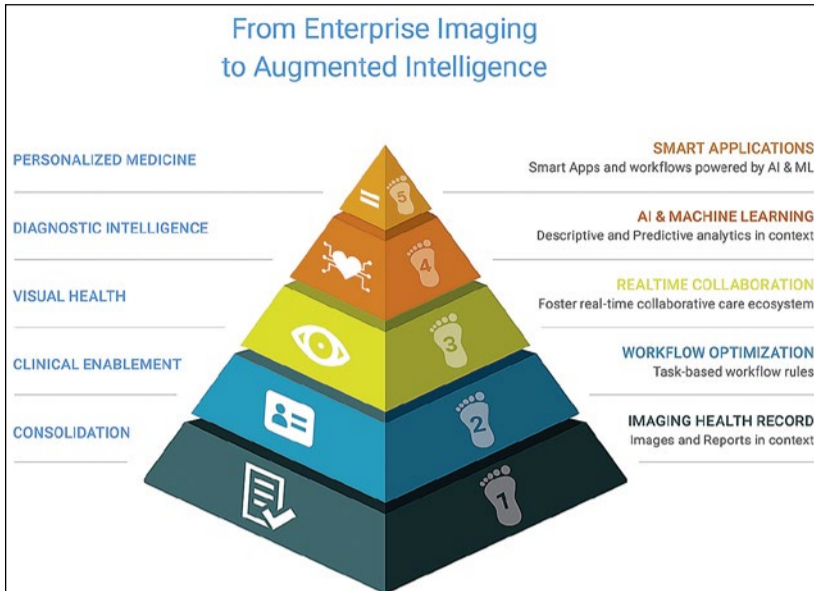 From Enterprise Imaging
to Augmented Intelligence
PERSONALIZED MEDICINE
5
SMART APPLICATIONS
Smart Apps and workflows powered by AI & ML
DIAGNOSTIC INTELLIGENCE
4
AI & MACHINE LEARNING
Descriptive and Predictive analytics in context
VISUAL HEALTH
3
REALTIME COLLABORATION
Foster real-time collaborative care ecosystem
CLINICAL ENABLEMENT
2
WORKFLOW OPTIMIZATION
Task-based workflow rules
CONSOLIDATION
1
IMAGING HEALTH RECORD
Images and Reports in context